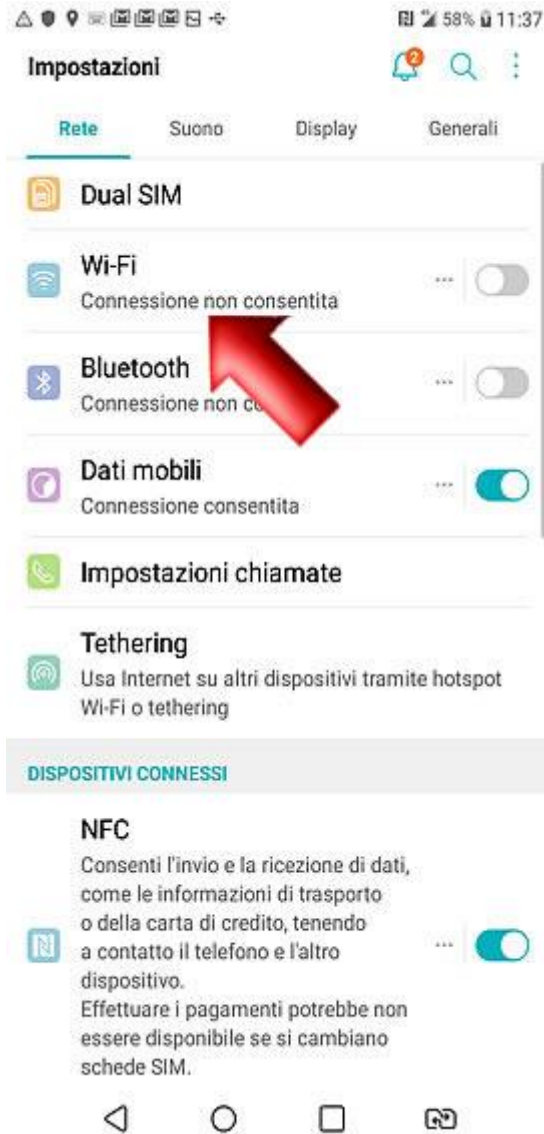 58% 11:37
Impostazioni 2
Rete Suono Display Generali
Dual SIM
Wi-Fi
Connessione non consentita
Bluetooth
Connessione non
Dati mobili
Connessione consentita
Impostazioni chiamate
Tethering
Usa Internet su altri dispositivi tramite hotspot
Wi-Fi o tethering
DISPOSITIVI CONNESSI
NFC
Consenti l'invio e la ricezione di dati,
come le informazioni di trasporto
o della carta di credito, tenendo
a contatto il telefono e l'altro
dispositivo.
Effettuare i pagamenti potrebbe non
essere disponibile se si cambiano
schede SIM.